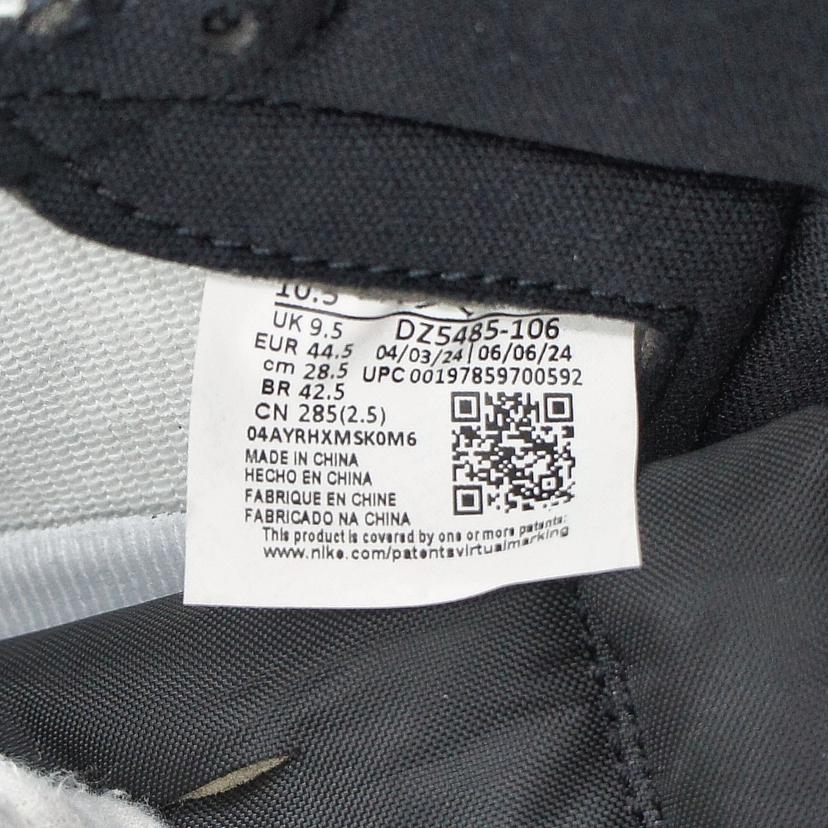 10.5
UK 9.5 DZ5485-106
EUR 44.5 04/03/24 | 06/06/24
cm 28.5 UPC 00197859700592
BR 42.5
CN 285(2.5)
04AYRHXMSK0M6
MADE IN CHINA
HECHO EN CHINA
FABRIQUE EN CHINE
FABRICADO NA CHINA
This product is covered by one or more patents:
www.nike.com/patentsvirtualmarking